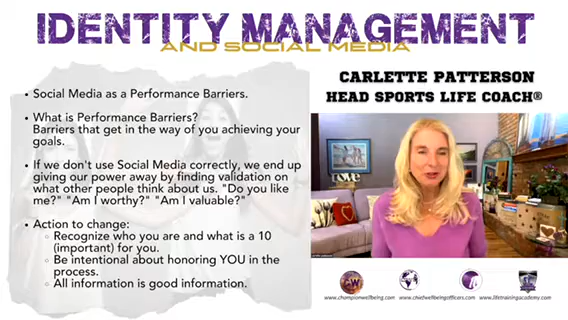 IDENTITY MANAGEMENT
AND SOCIAL MEDIA
• Social Media as a Performance Barriers.
• What is Performance Barriers?
Barriers that get in the way of you achieving your
goals.
• If we don't use Social Media correctly, we end up
giving our power away by finding validation on
what other people think about us. "Do you like
me?" "Am I worthy?" "Am I valuable?"
• Action to change:
○ Recognize who you are and what is a 10
(important) for you.
○ Be intentional about honoring YOU in the
process.
○ All information is good information.
CARLETTE PATTERSON
HEAD SPORTS LIFE COACH®
www.championwellbeing.com
www.chiefwellbeingofficers.com
www.lifetrainingacademy.com